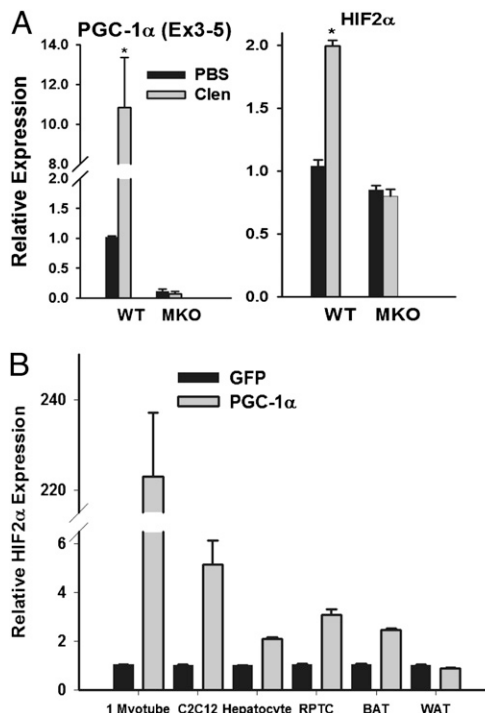 A
PGC-1α (Ex3-5)
HIF2α
PBS
Clen
Relative Expression
14.0
12.0
10.0
8.0
2.0
1.5
1.0
0.5
0.0
*
WT MKO
2.0
1.5
1.0
0.5
0.0
*
WT MKO
B
GFP
PGC-1α
Relative HIF2α Expression
240
220
6
4
2
0
1 Myotube C2C12 Hepatocyte RPTC BAT WAT